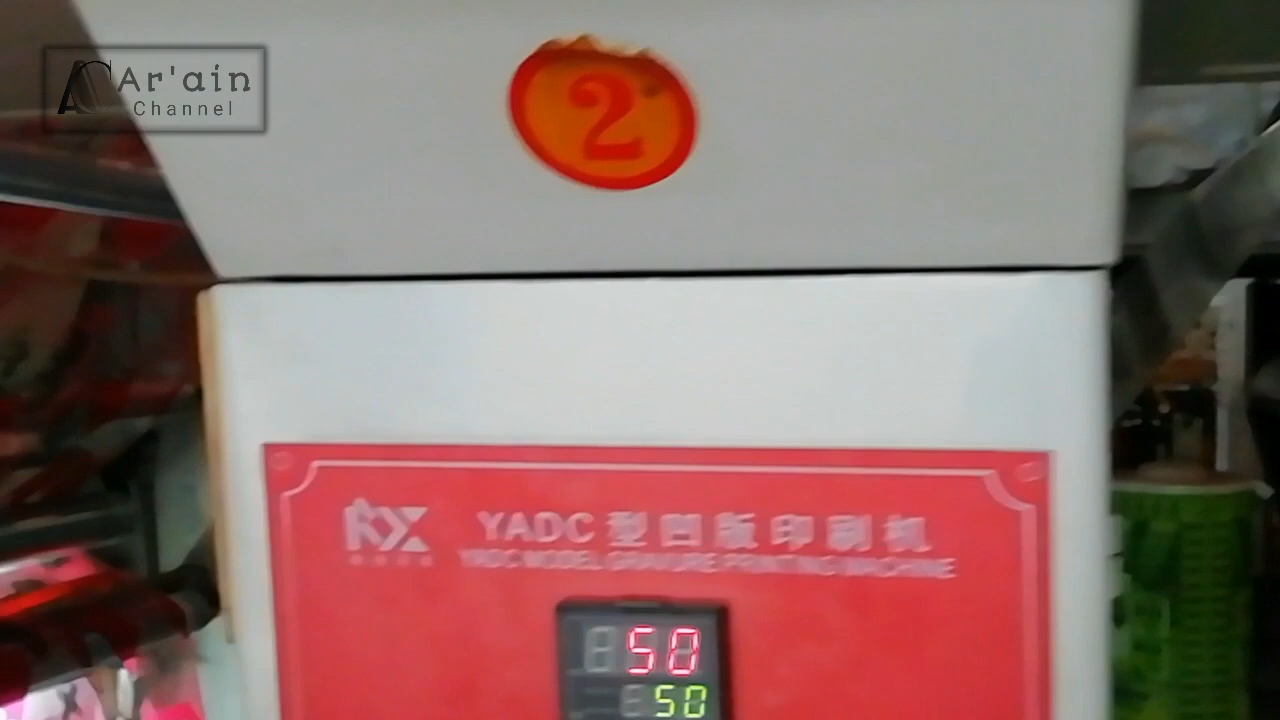 Ar'ain
Channel
2
YADC 型凹版印刷机
YADC MODEL GRAVURE PRINTING MACHINE
50
50